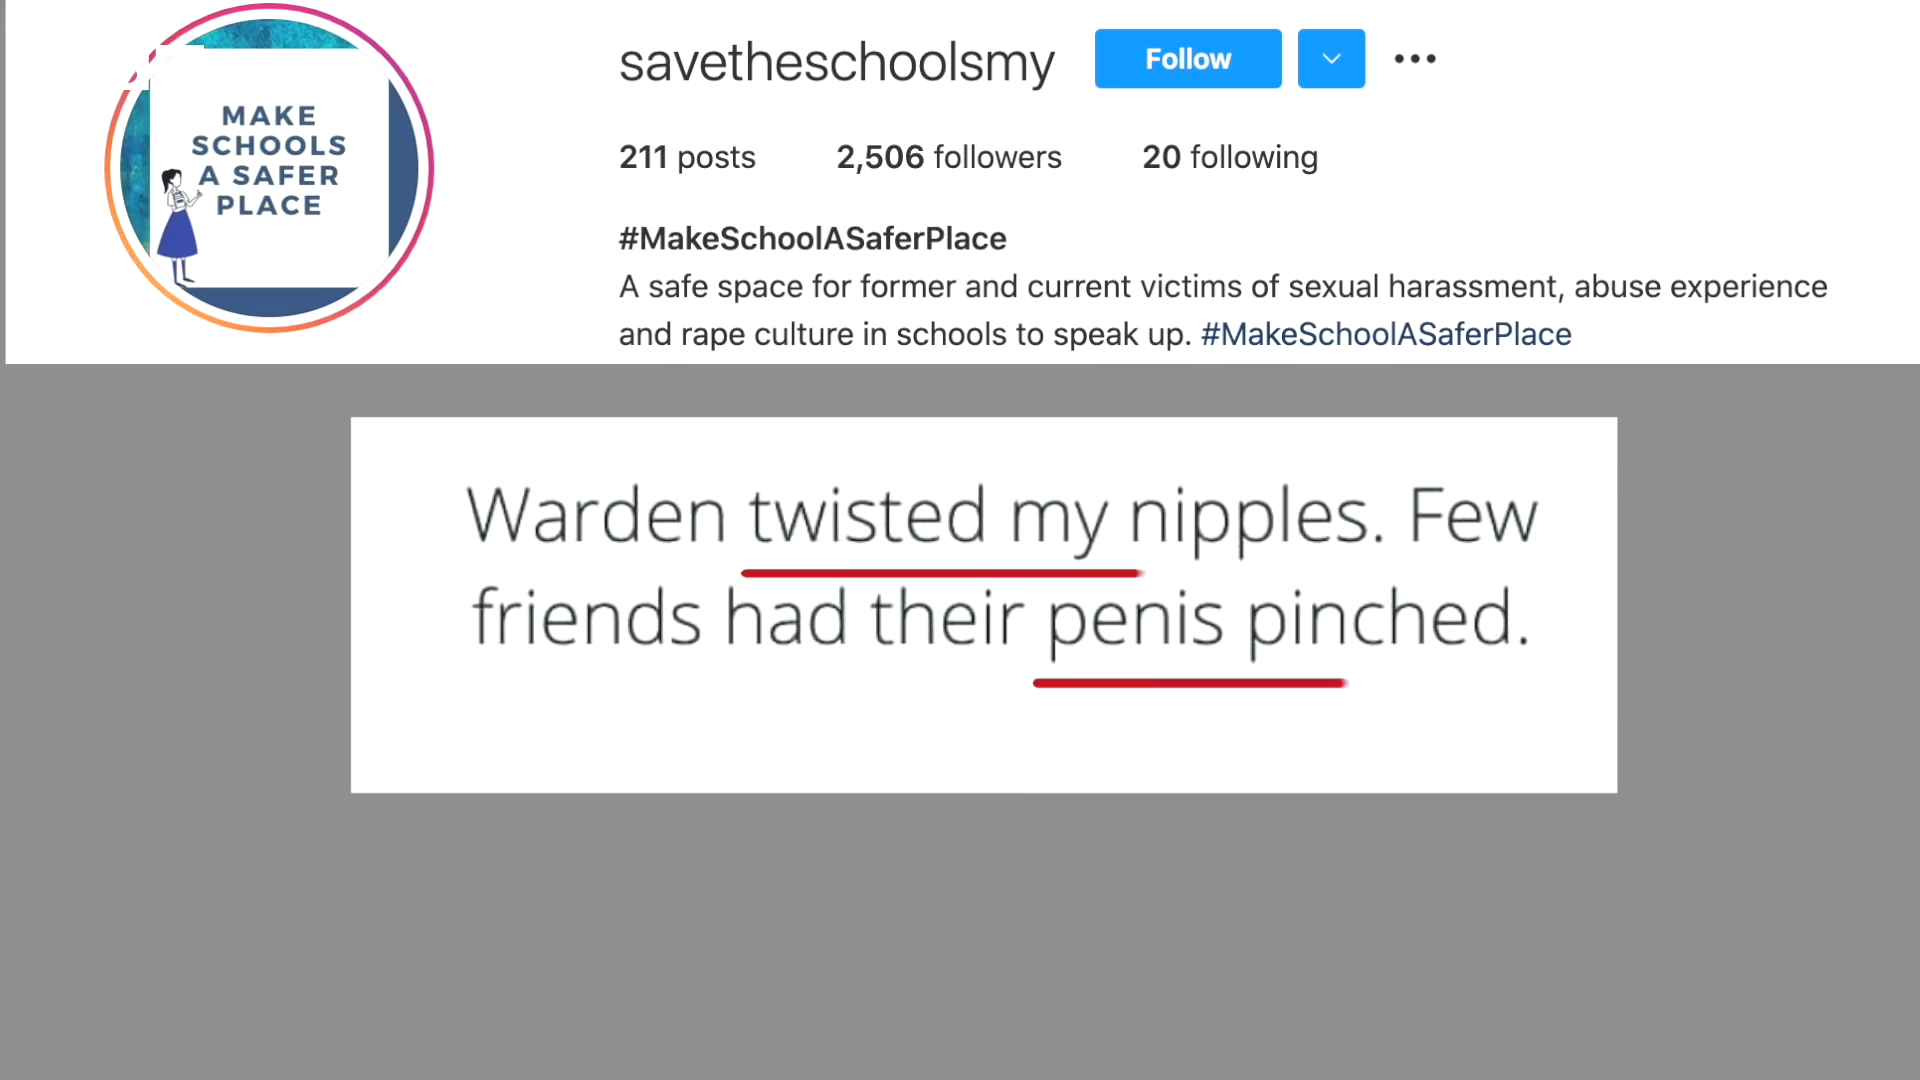 MAKE
SCHOOLS
A SAFER
PLACE
savetheschoolsmy Follow
211 posts 2,506 followers 20 following
#MakeSchoolASaferPlace
A safe space for former and current victims of sexual harassment, abuse experience
and rape culture in schools to speak up. #MakeSchoolASaferPlace
Warden twisted my nipples. Few
friends had their penis pinched.